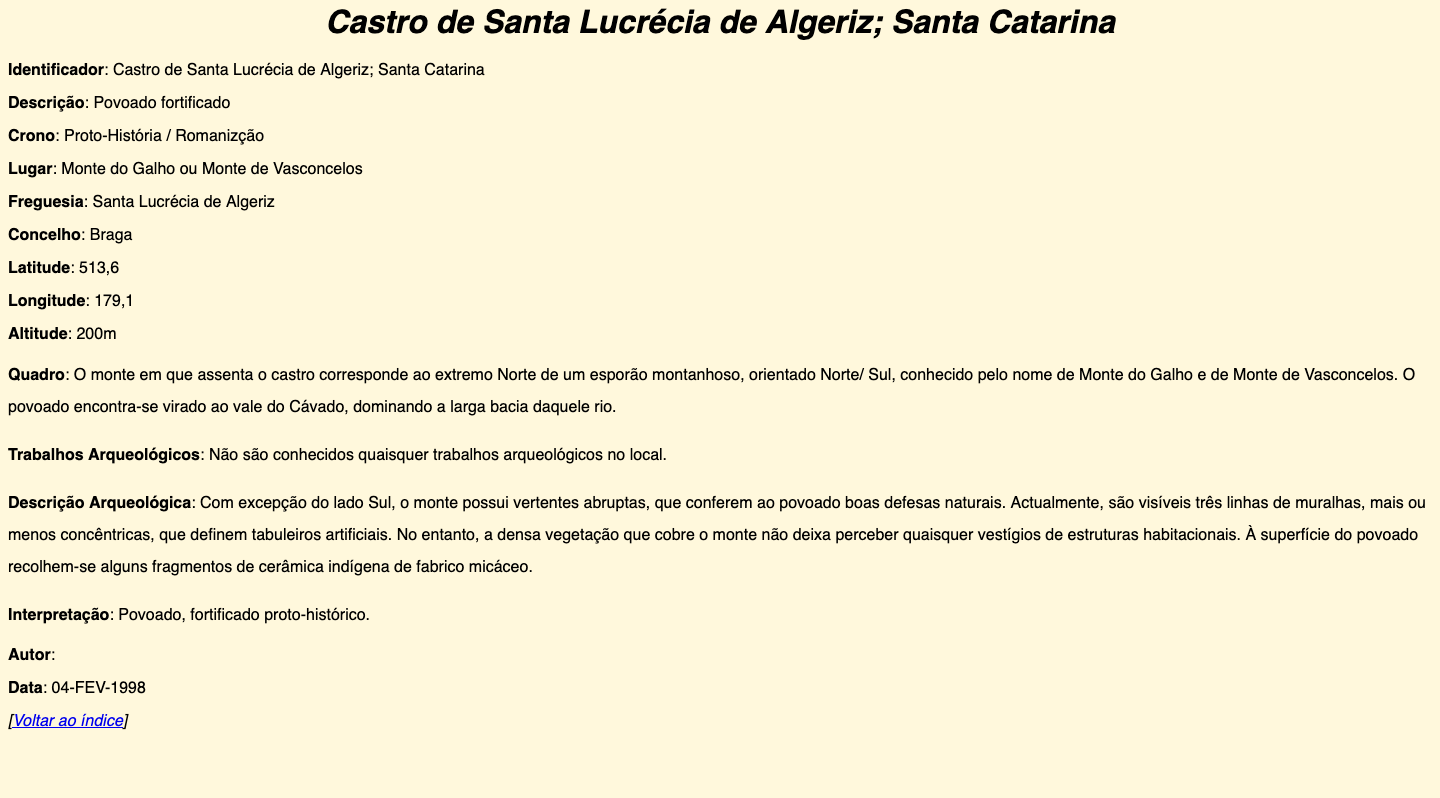 Castro de Santa Lucrécia de Algeriz; Santa Catarina
Identificador: Castro de Santa Lucrécia de Algeriz; Santa Catarina
Descrição: Povoado fortificado
Crono: Proto-História / Romanizção
Lugar: Monte do Galho ou Monte de Vasconcelos
Freguesia: Santa Lucrécia de Algeriz
Concelho: Braga
Latitude: 513,6
Longitude: 179,1
Altitude: 200m
Quadro: O monte em que assenta o castro corresponde ao extremo Norte de um esporão montanhoso, orientado Norte/ Sul, conhecido pelo nome de Monte do Galho e de Monte de Vasconcelos. O
povoado encontra-se virado ao vale do Cávado, dominando a larga bacia daquele rio.
Trabalhos Arqueológicos: Não são conhecidos quaisquer trabalhos arqueológicos no local.
Descrição Arqueológica: Com excepção do lado Sul, o monte possui vertentes abruptas, que conferem ao povoado boas defesas naturais. Actualmente, são visíveis três linhas de muralhas, mais ou
menos concêntricas, que definem tabuleiros artificiais. No entanto, a densa vegetação que cobre o monte não deixa perceber quaisquer vestígios de estruturas habitacionais. À superfície do povoado
recolhem-se alguns fragmentos de cerâmica indígena de fabrico micáceo.
Interpretação: Povoado, fortificado proto-histórico.
Autor:
Data: 04-FEV-1998
[Voltar ao índice]